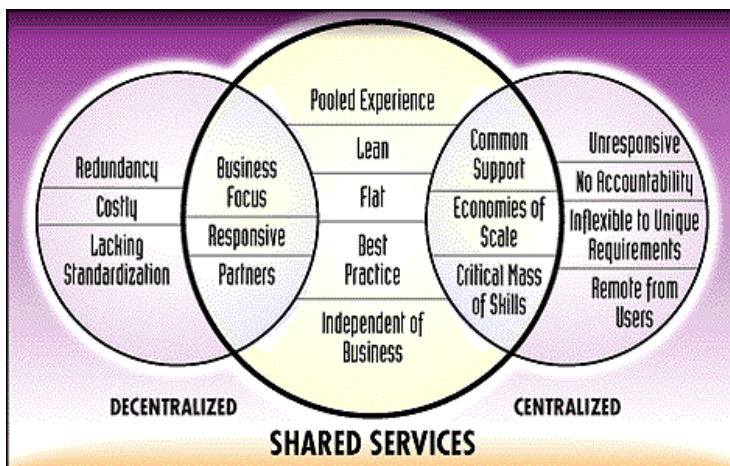 Redundancy
Costly
Lacking
Standardization
Business
Focus
Responsive
Partners
Pooled Experience
Lean
Flat
Best
Practice
Independent of
Business
Common
Support
Economies of
Scale
Critical Mass
of Skills
Unresponsive
No Accountability
Inflexible to Unique
Requirements
Remote from
Users
DECENTRALIZED
CENTRALIZED
SHARED SERVICES